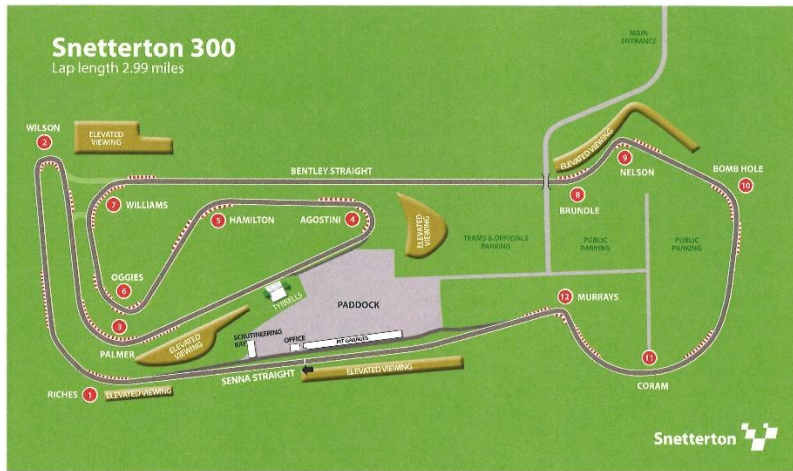 Snetterton 300
Lap length 2.99 miles
MAIN
ENTRANCE
WILSON
2
ELEVATED
VIEWING
ELEVATED VIEWING
9
NELSON
BOMB HOLE
10
BENTLEY STRAIGHT
7
WILLIAMS
8
BRUNDLE
5
HAMILTON
AGOSTINI
4
ELEVATED
VIEWING
TEAMS & OFFICIALS
PARKING
PUBLIC
PARKING
PUBLIC
PARKING
OGGIES
6
TYRRELLS
PADDOCK
12
MURRAYS
3
PALMER
ELEVATED
VIEWING
SCRUTINEERING
BAY
OFFICE
PIT GARAGES
11
CORAM
RICHES
1
ELEVATED VIEWING
SENNA STRAIGHT
ELEVATED VIEWING
Snetterton